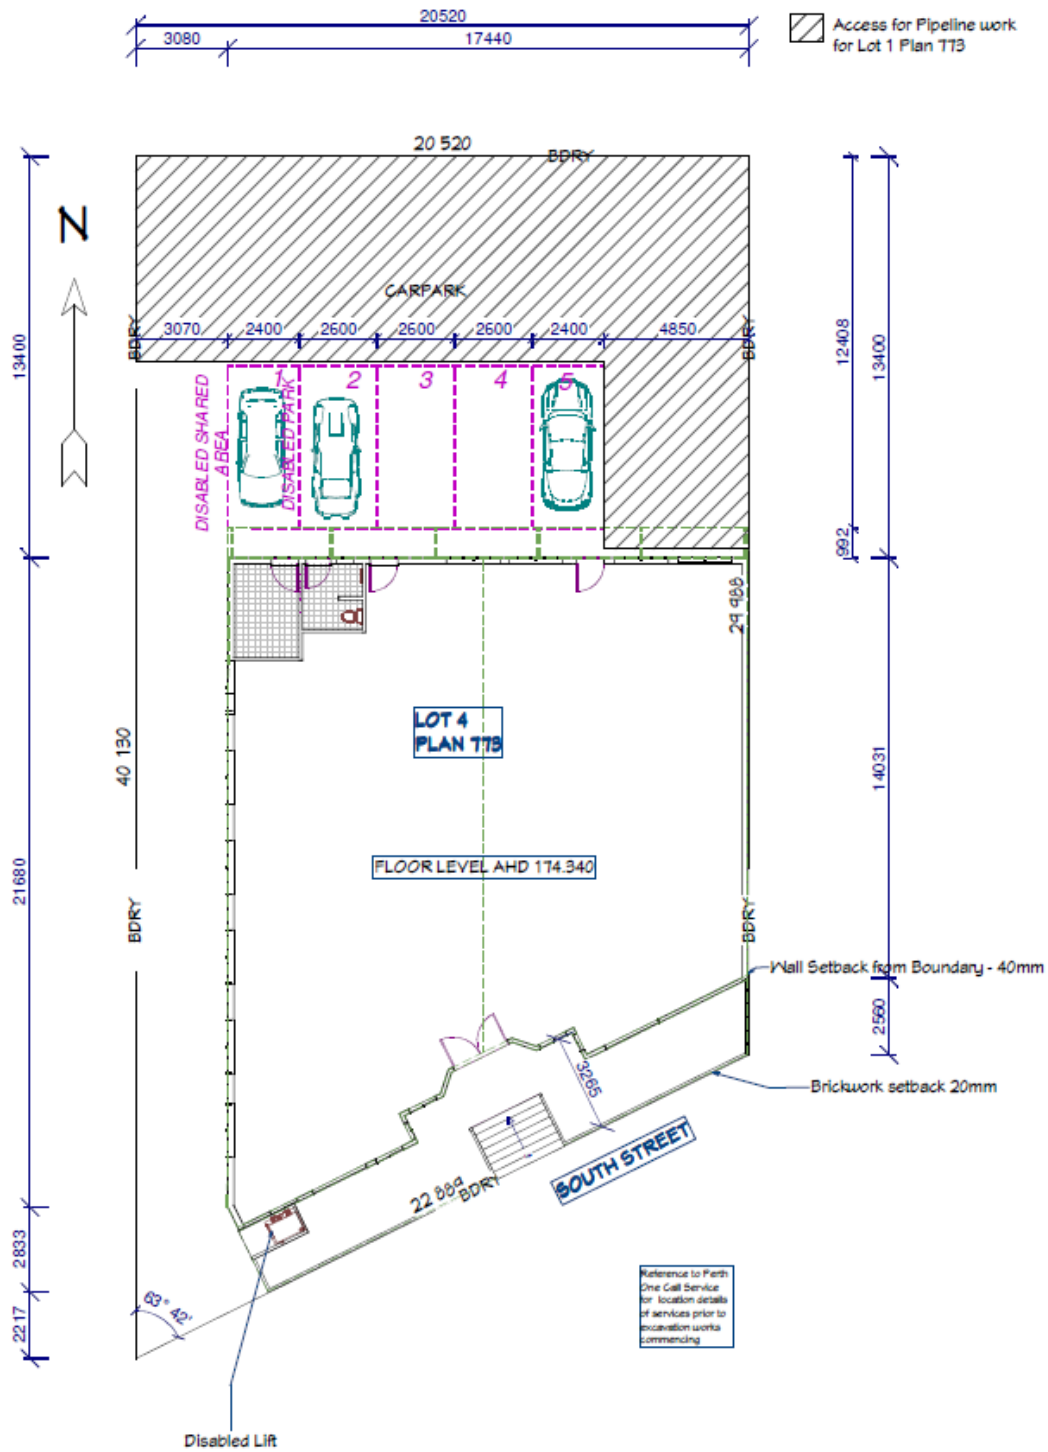 20520
3080
17440
Access for Pipeline work
for Lot 1 Plan 773
20 520
BDRY
N
CARPARK
BDRY
3070
2400
2600
2600
2600
2400
4850
BDRY
13400
12408
13400
1
2
3
4
5
DISABLED SHARED
AREA
DISABLED PARK
992
29 988
LOT 4
PLAN 773
40 130
14031
FLOOR LEVEL AHD 174.340
21680
BDRY
BDRY
Wall Setback from Boundary - 40mm
2560
3265
Brickwork setback 20mm
SOUTH STREET
22 889
BDRY
2833
Reference to Perth
One Call Service
for location details
of services prior to
excavation works
commencing
63° 42'
2217
Disabled Lift